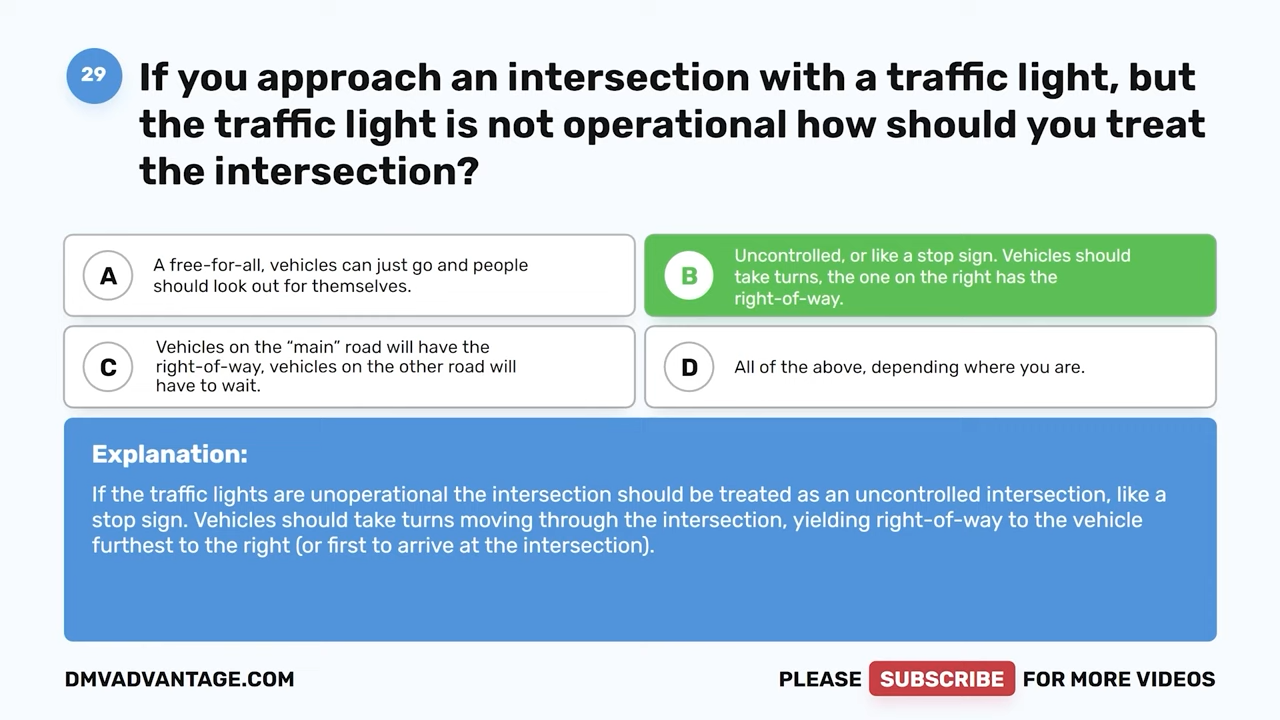 29
If you approach an intersection with a traffic light, but
the traffic light is not operational how should you treat
the intersection?
A
A free-for-all, vehicles can just go and people
should look out for themselves.
B
Uncontrolled, or like a stop sign. Vehicles should
take turns, the one on the right has the
right-of-way.
C
Vehicles on the “main” road will have the
right-of-way, vehicles on the other road will
have to wait.
D
All of the above, depending where you are.
Explanation:
If the traffic lights are unoperational the intersection should be treated as an uncontrolled intersection, like a
stop sign. Vehicles should take turns moving through the intersection, yielding right-of-way to the vehicle
furthest to the right (or first to arrive at the intersection).
DMVADVANTAGE.COM
PLEASE SUBSCRIBE FOR MORE VIDEOS